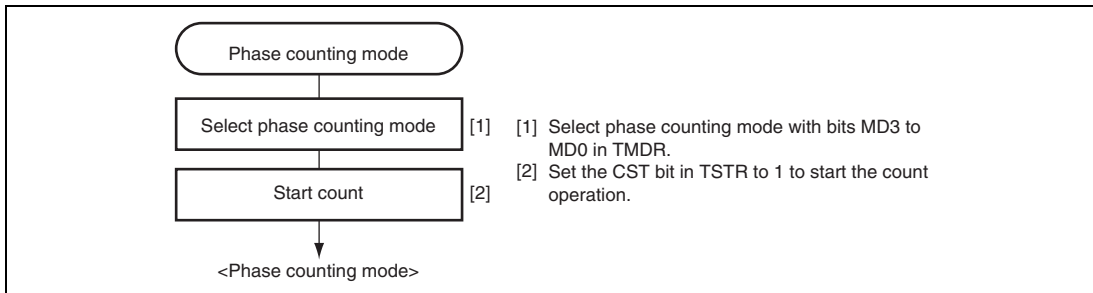 Phase counting mode
Select phase counting mode [1]
Start count [2]
<Phase counting mode>
[1] Select phase counting mode with bits MD3 to
MD0 in TMDR.
[2] Set the CST bit in TSTR to 1 to start the count
operation.